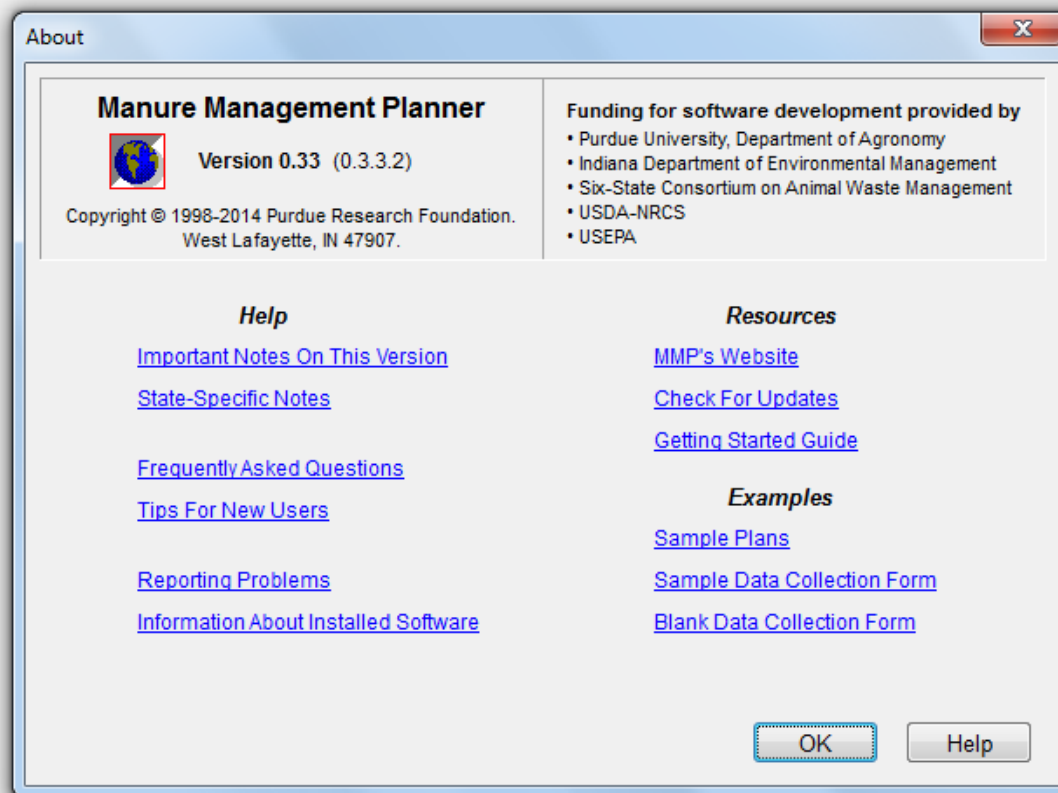 About
Manure Management Planner
Version 0.33 (0.3.3.2)
Copyright © 1998-2014 Purdue Research Foundation.
West Lafayette, IN 47907.
Funding for software development provided by
• Purdue University, Department of Agronomy
• Indiana Department of Environmental Management
• Six-State Consortium on Animal Waste Management
• USDA-NRCS
• USEPA
Help
Important Notes On This Version
State-Specific Notes
Frequently Asked Questions
Tips For New Users
Reporting Problems
Information About Installed Software
Resources
MMP's Website
Check For Updates
Getting Started Guide
Examples
Sample Plans
Sample Data Collection Form
Blank Data Collection Form
OK
Help